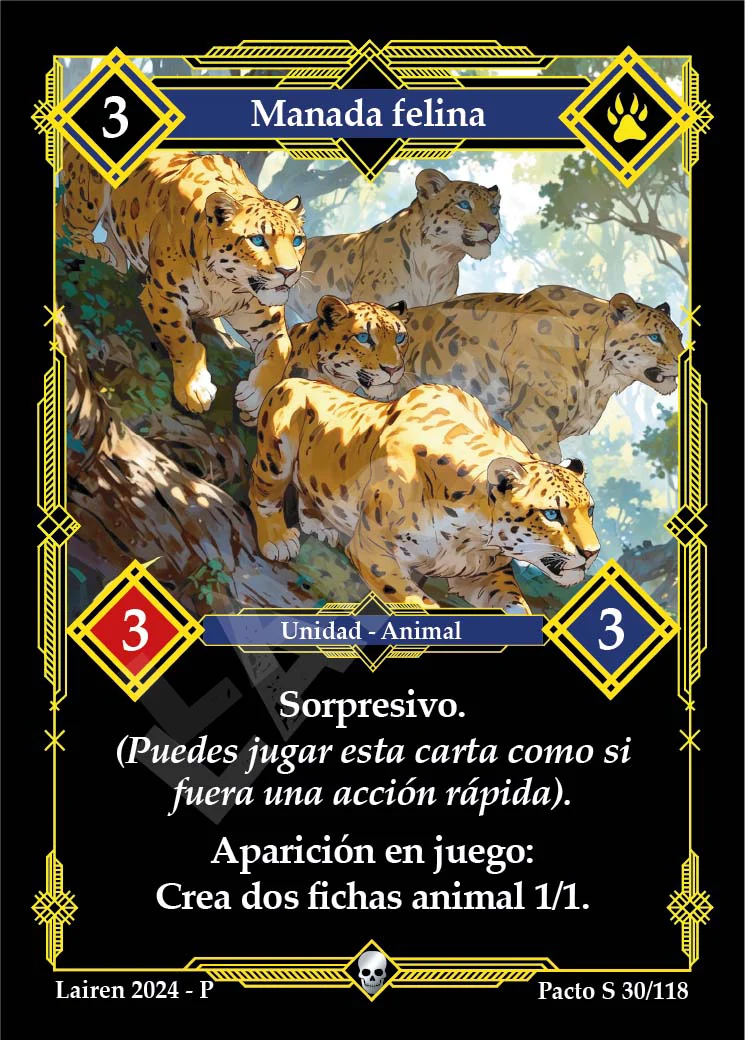 3
Manada felina
3
Unidad - Animal
3
Sorpresivo.
(Puedes jugar esta carta como si
fuera una acción rápida).
Aparición en juego:
Crea dos fichas animal 1/1.
Lairen 2024 - P
Pacto S 30/118